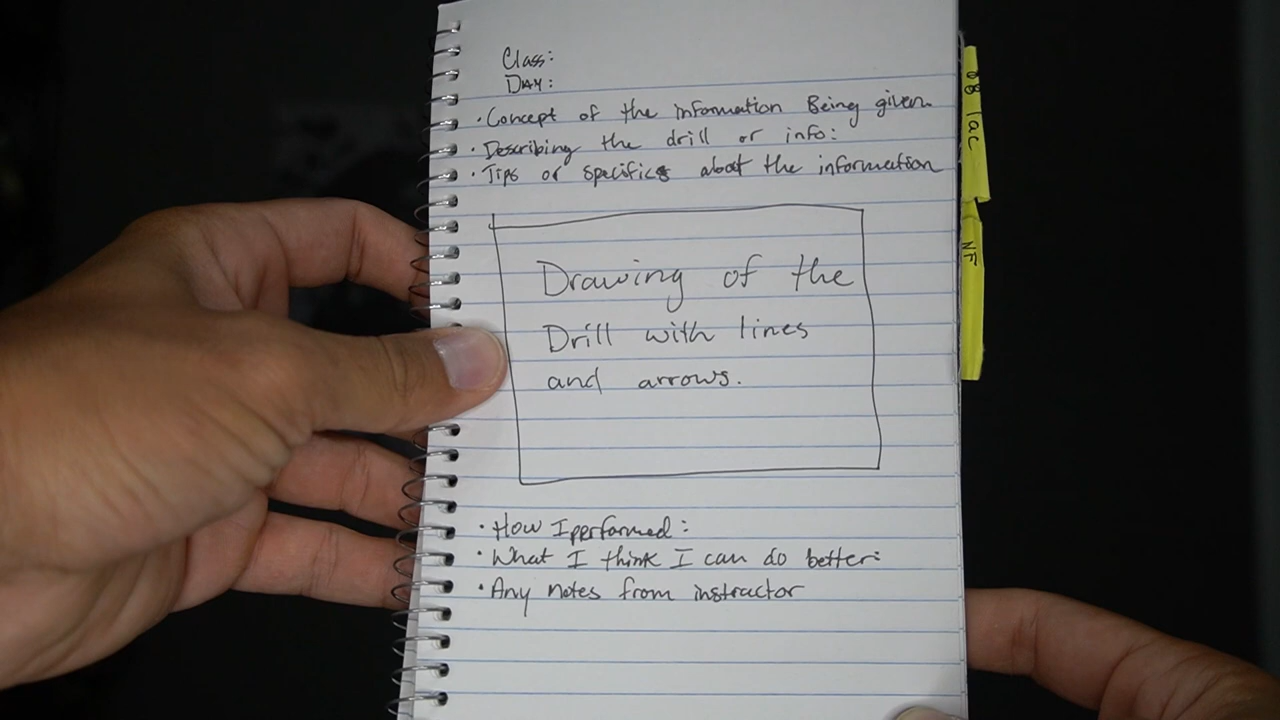 Class:
DAY:
· Concept of the information Being given
· Describing the drill or info:
· Tips or specifics about the information
Drawing of the
Drill with lines
and arrows.
· How I performed:
· What I think I can do better:
· Any notes from instructor
NF